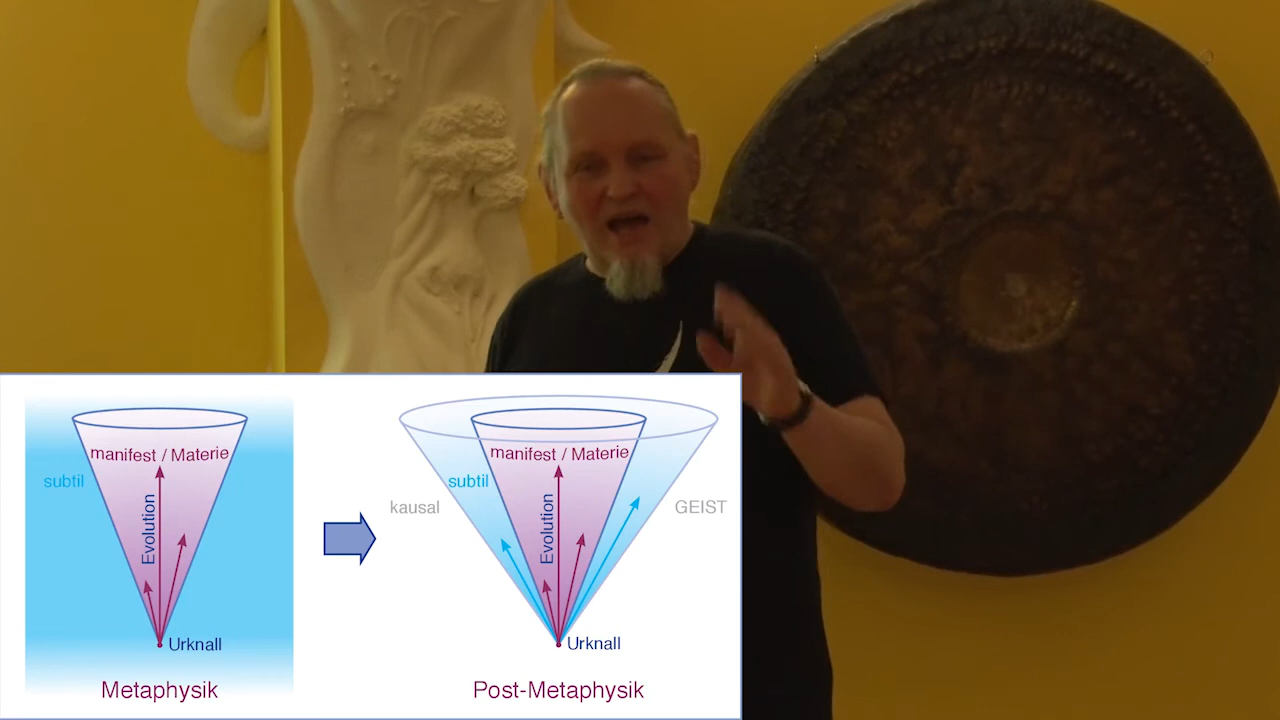 manifest / Materie
subtil
Evolution
Urknall
Metaphysik
manifest / Materie
subtil
kausal
GEIST
Evolution
Urknall
Post-Metaphysik